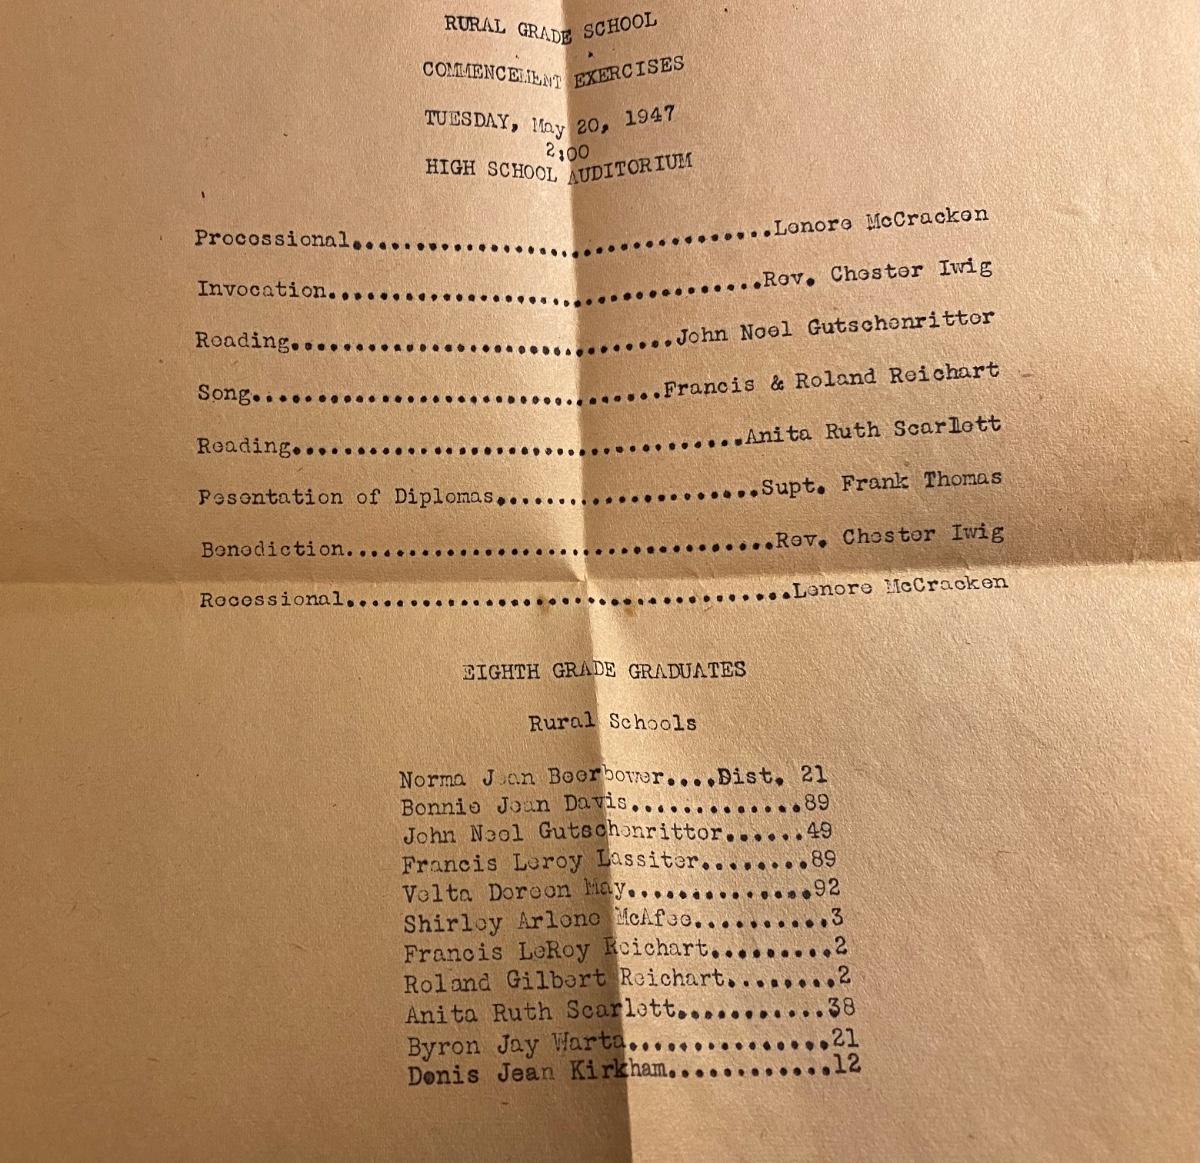 RURAL GRADE SCHOOL
COMMENCEMENT EXERCISES
TUESDAY, May 20, 1947
2:00
HIGH SCHOOL AUDITORIUM
Processional........................................Lenore McCracken
Invocation........................................Rev. Chester Iwig
Reading....................................John Noel Gutschenritter
Song......................................Francis & Roland Reichart
Reading..........................................Anita Ruth Scarlett
Pesentation of Diplomas............................Supt. Frank Thomas
Benediction........................................Rev. Chester Iwig
Recessional..........................................Lenore McCracken
EIGHTH GRADE GRADUATES
Rural Schools
Norma Jean Beerbower....Dist. 21
Bonnie Jean Davis.............89
John Noel Gutschenritter......49
Francis Leroy Lassiter........89
Velta Doreen May..............92
Shirley Arlene McAfee..........3
Francis LeRoy Reichart.........2
Roland Gilbert Reichart........2
Anita Ruth Scarlett...........38
Byron Jay Warta...............21
Denis Jean Kirkham............12